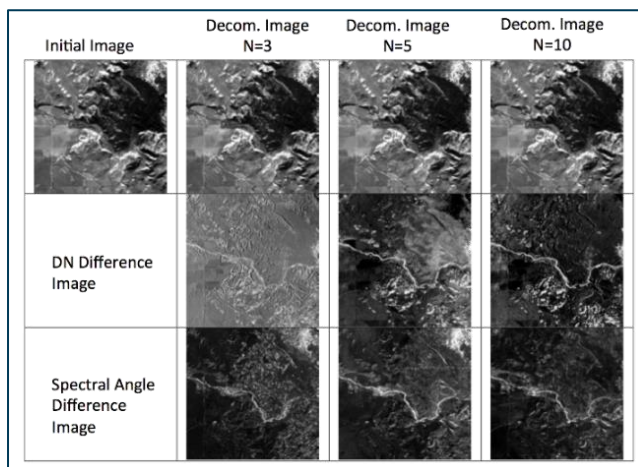 Initial Image
Decom. Image
N=3
Decom. Image
N=5
Decom. Image
N=10
DN Difference
Image
Spectral Angle
Difference
Image